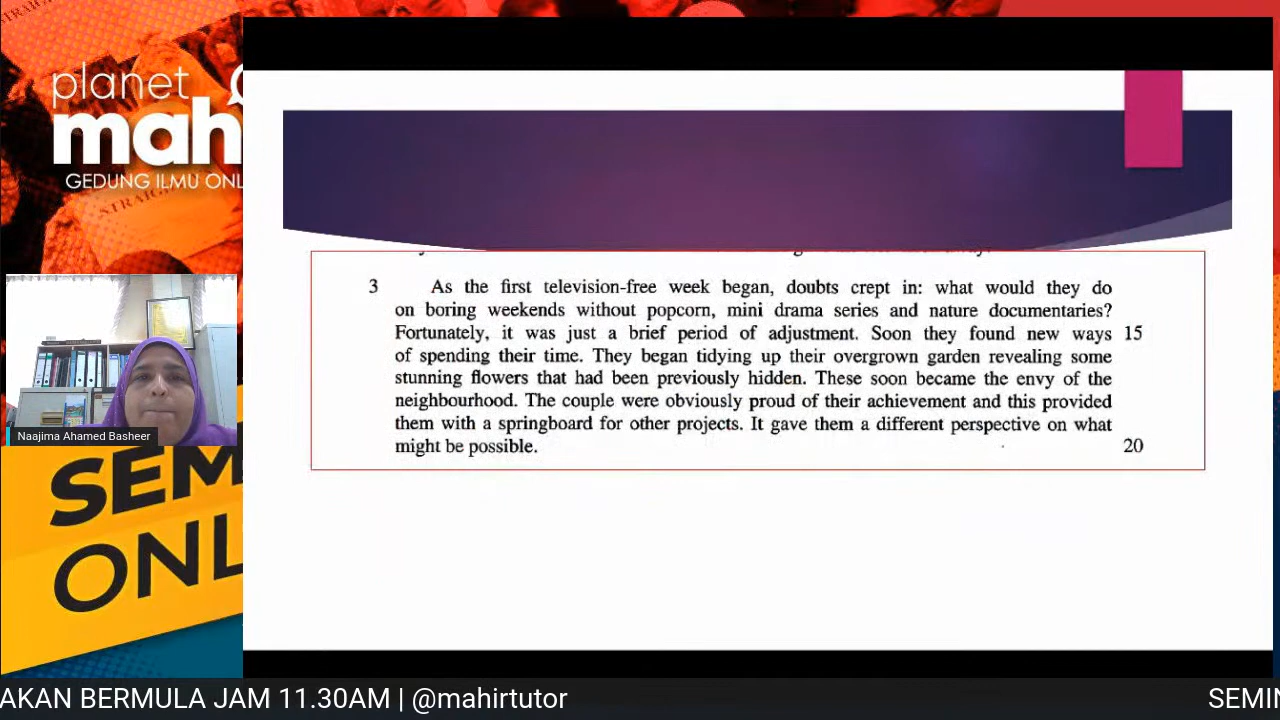 planet
mah
GEDUNG ILMU ONL
Naajima Ahamed Basheer
SEM
ONL
3 As the first television-free week began, doubts crept in: what would they do
on boring weekends without popcorn, mini drama series and nature documentaries?
Fortunately, it was just a brief period of adjustment. Soon they found new ways 15
of spending their time. They began tidying up their overgrown garden revealing some
stunning flowers that had been previously hidden. These soon became the envy of the
neighbourhood. The couple were obviously proud of their achievement and this provided
them with a springboard for other projects. It gave them a different perspective on what
might be possible. 20
AKAN BERMULA JAM 11.30AM | @mahirtutor SEMIN